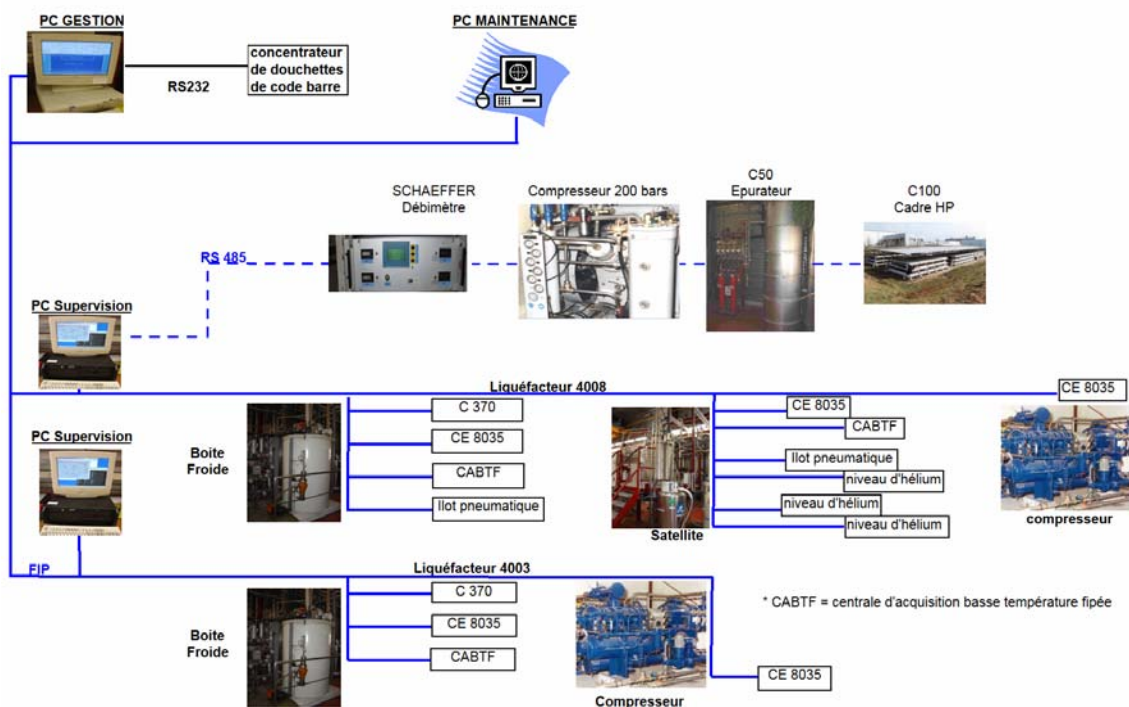 PC GESTION
PC MAINTENANCE
concentrateur
de douchettes
de code barre
RS232
SCHAEFFER
Débimètre
Compresseur 200 bars
C50
Epurateur
C100
Cadre HP
RS 485
PC Supervision
Liquéfacteur 4008
CE 8035
PC Supervision
Boite
Froide
C 370
CE 8035
CABTF
Ilot pneumatique
Satellite
CE 8035
CABTF
Ilot pneumatique
niveau d'hélium
niveau d'hélium
niveau d'hélium
compresseur
FIP
Liquéfacteur 4003
Boite
Froide
C 370
CE 8035
CABTF
Compresseur
CE 8035
* CABTF = centrale d'acquisition basse température fipée